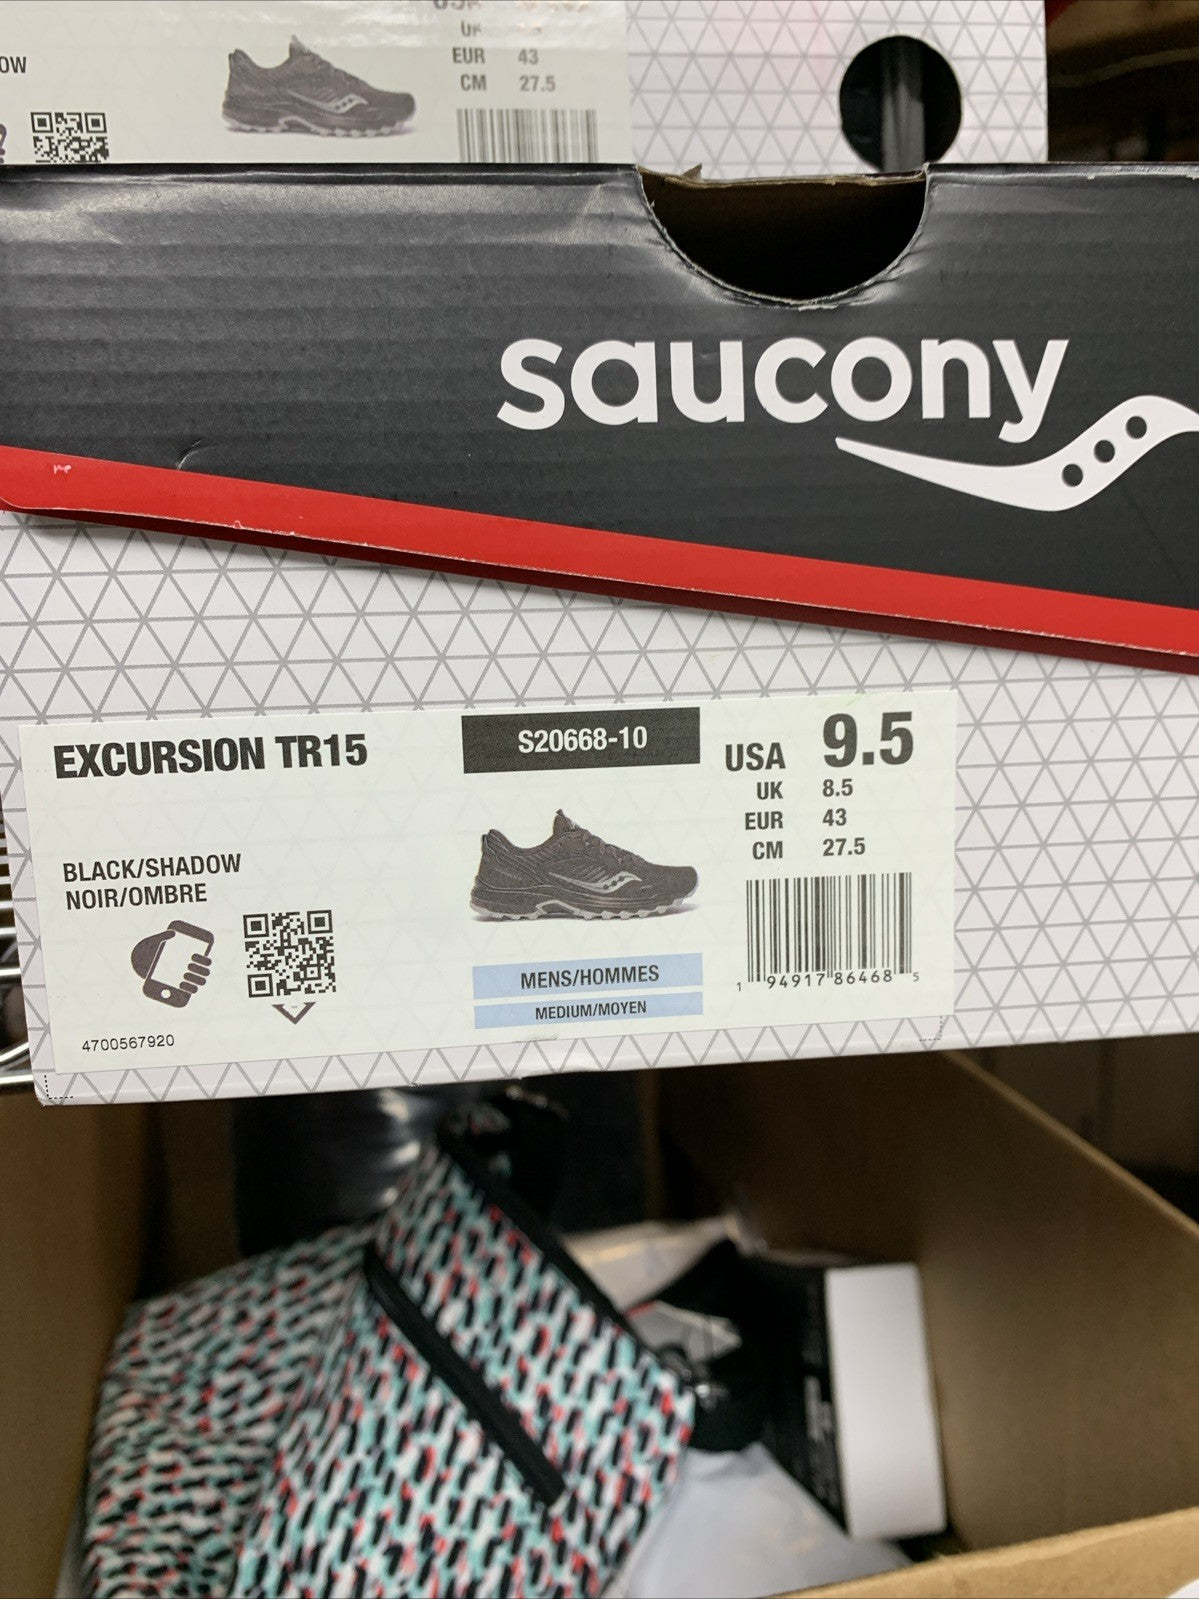 OW
UK
EUR 43
CM 27.5
saucony
EXCURSION TR15
S20668-10
USA 9.5
UK 8.5
EUR 43
CM 27.5
BLACK/SHADOW
NOIR/OMBRE
MENS/HOMMES
MEDIUM/MOYEN
1 94917 86468 5
4700567920